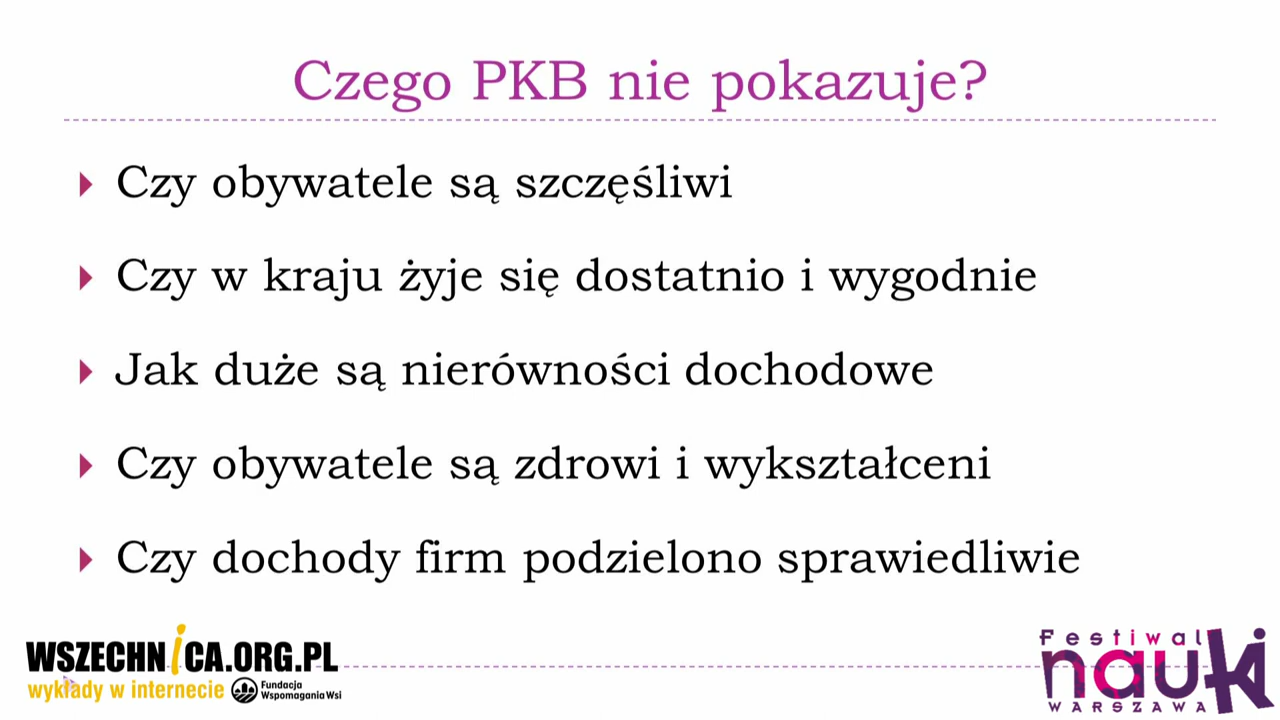 Czego PKB nie pokazuje?
Czy obywatele są szczęśliwi
Czy w kraju żyje się dostatnio i wygodnie
Jak duże są nierówności dochodowe
Czy obywatele są zdrowi i wykształceni
Czy dochody firm podzielono sprawiedliwie
WSZECHNiCA.ORG.PL
wykłady w internecie
Fundacja
Wspomagania Wsi
Festiwal
nauki
WARSZAWA